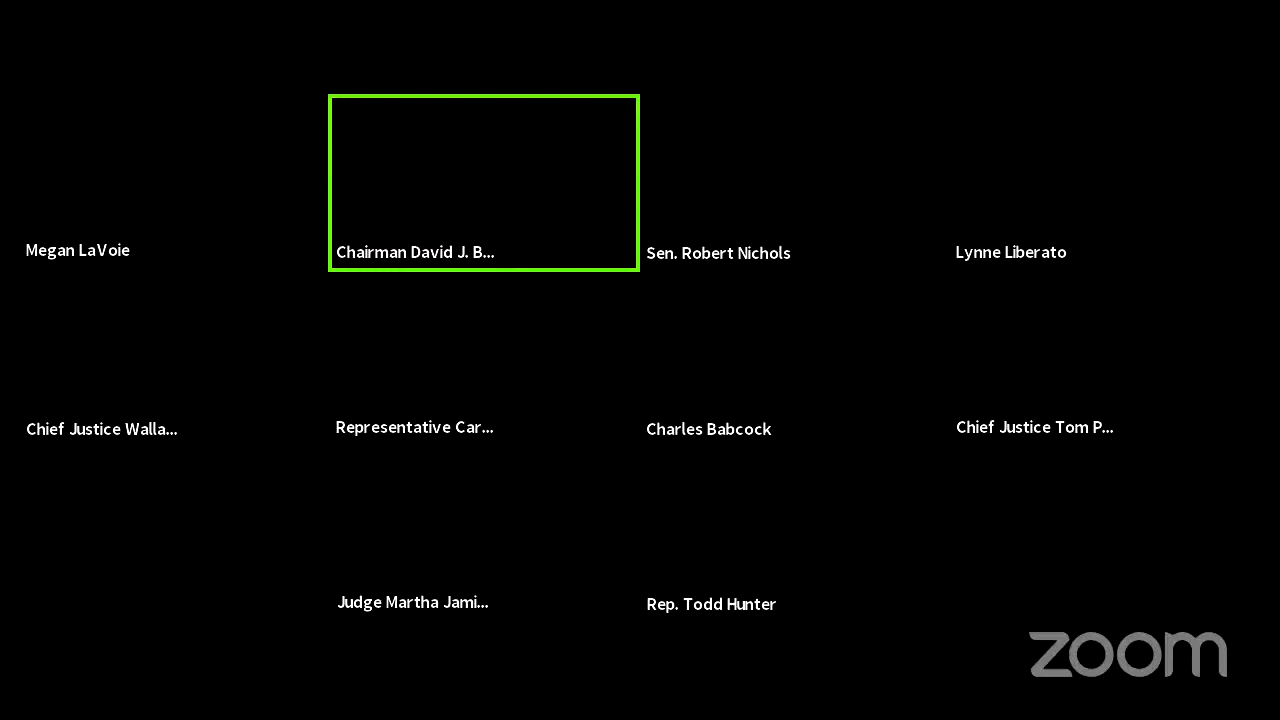 Megan LaVoie
Chairman David J. B...
Sen. Robert Nichols
Lynne Liberato
Chief Justice Walla...
Representative Car...
Charles Babcock
Chief Justice Tom P...
Judge Martha Jami...
Rep. Todd Hunter
zoom